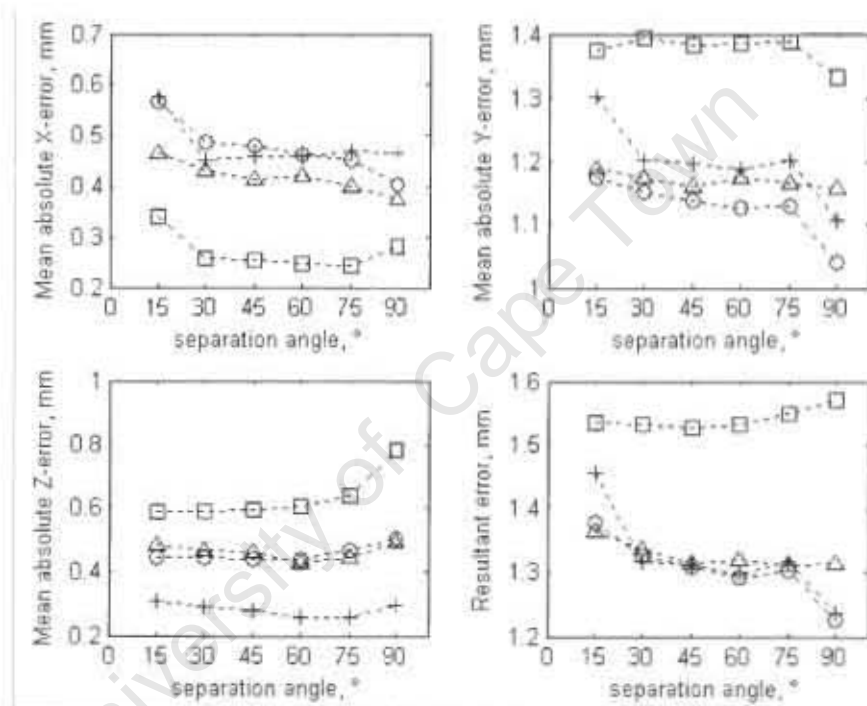 Mean absolute X-error, mm
0.7
0.6
0.5
0.4
0.3
0.2
0 15 30 45 60 75 90
separation angle, °
Mean absolute Y-error, mm
1.4
1.3
1.2
1.1
1
0 15 30 45 60 75 90
separation angle, °
Mean absolute Z-error, mm
1
0.8
0.6
0.4
0.2
0 15 30 45 60 75 90
separation angle, °
Resultant error, mm
1.6
1.5
1.4
1.3
1.2
0 15 30 45 60 75 90
separation angle, °
University of Cape Town